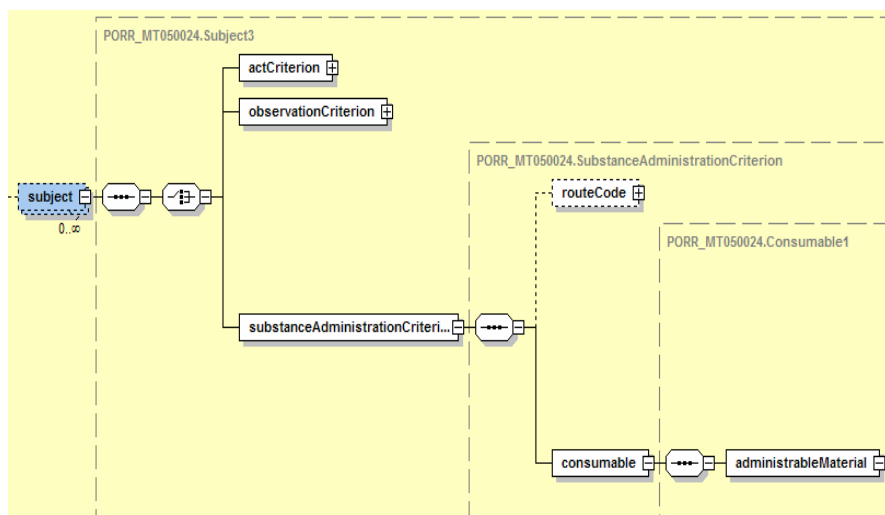 PORR_MT050024.Subject3
actCriterion
observationCriterion
PORR_MT050024.SubstanceAdministrationCriterion
subject
routeCode
0..∞
PORR_MT050024.Consumable1
substanceAdministrationCriteri...
consumable
administrableMaterial